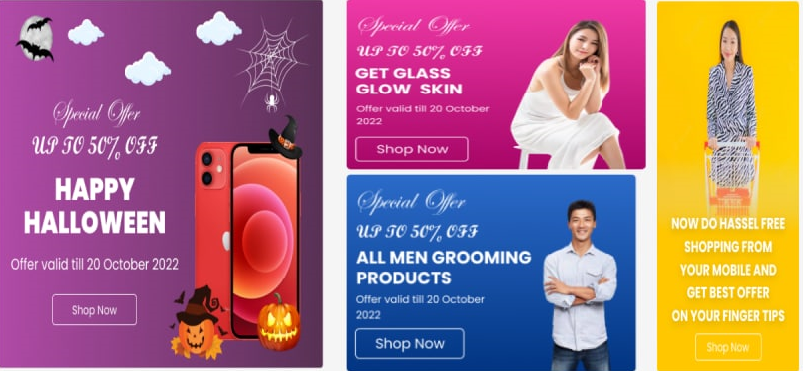 Special Offer
UP TO 50% OFF
HAPPY
HALLOWEEN
Offer valid till 20 October 2022
Shop Now
Special Offer
UP TO 50% OFF
GET GLASS
GLOW SKIN
Offer valid till 20 October
2022
Shop Now
Special Offer
UP TO 50% OFF
ALL MEN GROOMING
PRODUCTS
Offer valid till 20 October
2022
Shop Now
NOW DO HASSEL FREE
SHOPPING FROM
YOUR MOBILE AND
GET BEST OFFER
ON YOUR FINGER TIPS
Shop Now